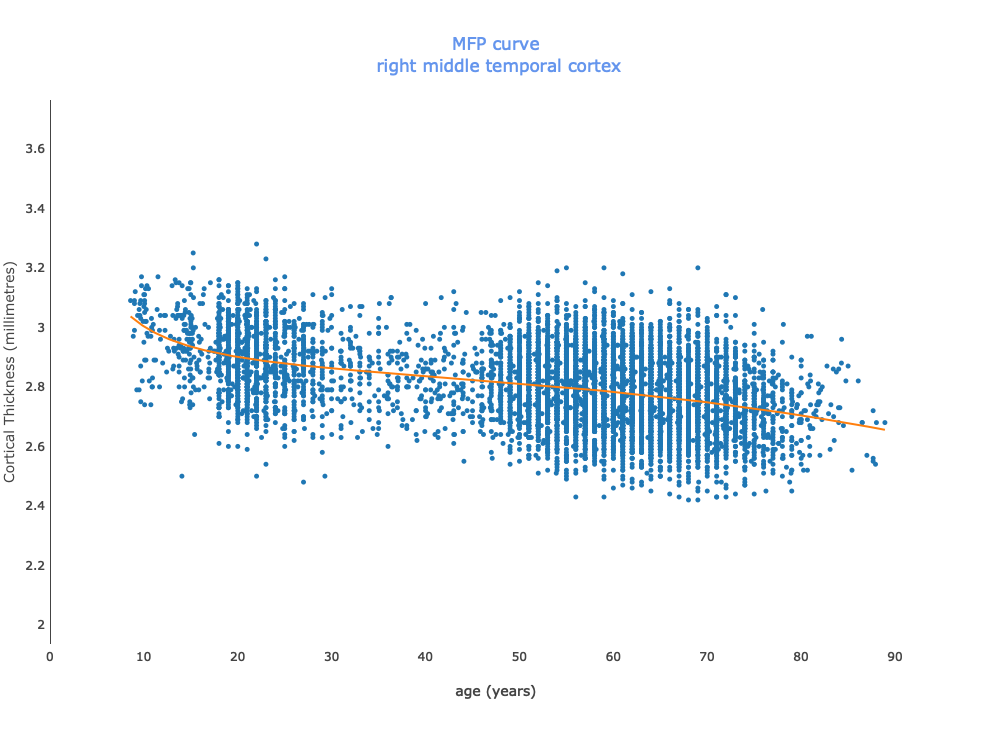 MFP curve
right middle temporal cortex
3.6
3.4
3.2
3
2.8
2.6
2.4
2.2
2
Cortical Thickness (millimetres)
0 10 20 30 40 50 60 70 80 90
age (years)